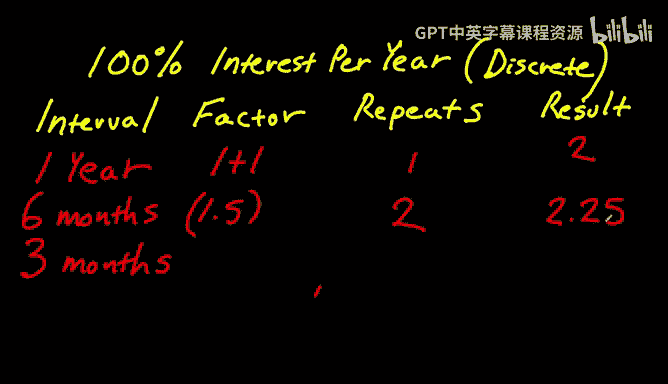 GPT中英字幕课程资源 bilibili
100% Interest Per Year (Discrete)
Interval Factor Repeats Result
1 Year 1+1 1 2
6 months (1.5) 2 2.25
3 months